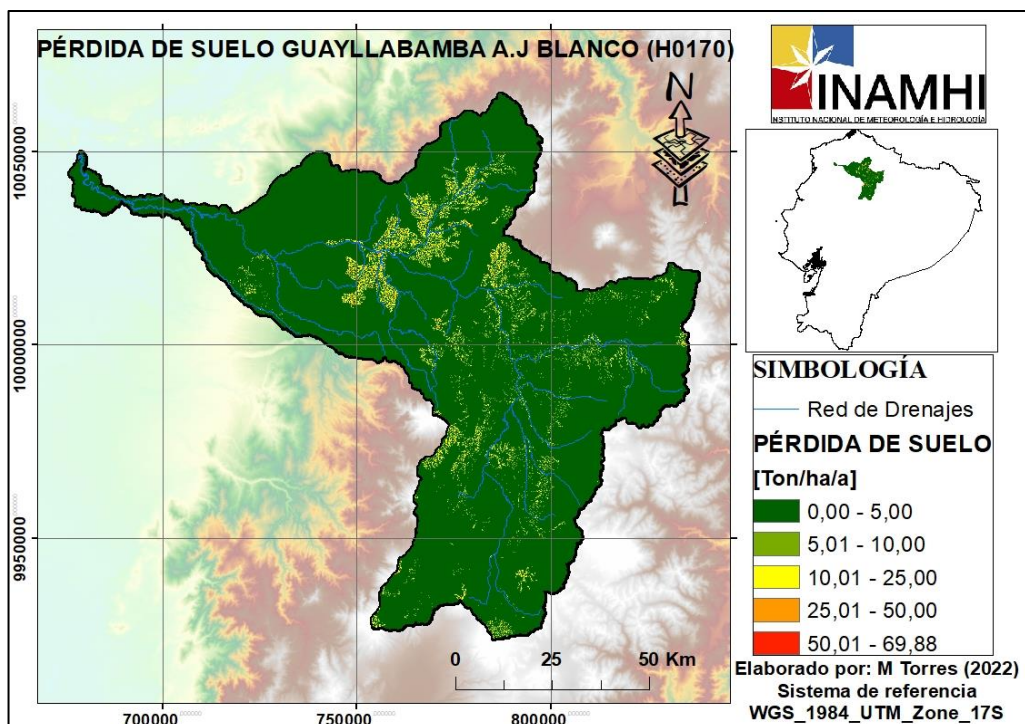 PÉRDIDA DE SUELO GUAYLLABAMBA A.J BLANCO (H0170)
N
10050000
10000000
9950000
700000
750000
800000
0 25 50 Km
INAMHI
INSTITUTO NACIONAL DE METEOROLOGÍA E HIDROLOGÍA
SIMBOLOGÍA
Red de Drenajes
PÉRDIDA DE SUELO
[Ton/ha/a]
0,00 - 5,00
5,01 - 10,00
10,01 - 25,00
25,01 - 50,00
50,01 - 69,88
Elaborado por: M Torres (2022)
Sistema de referencia
WGS_1984_UTM_Zone_17S